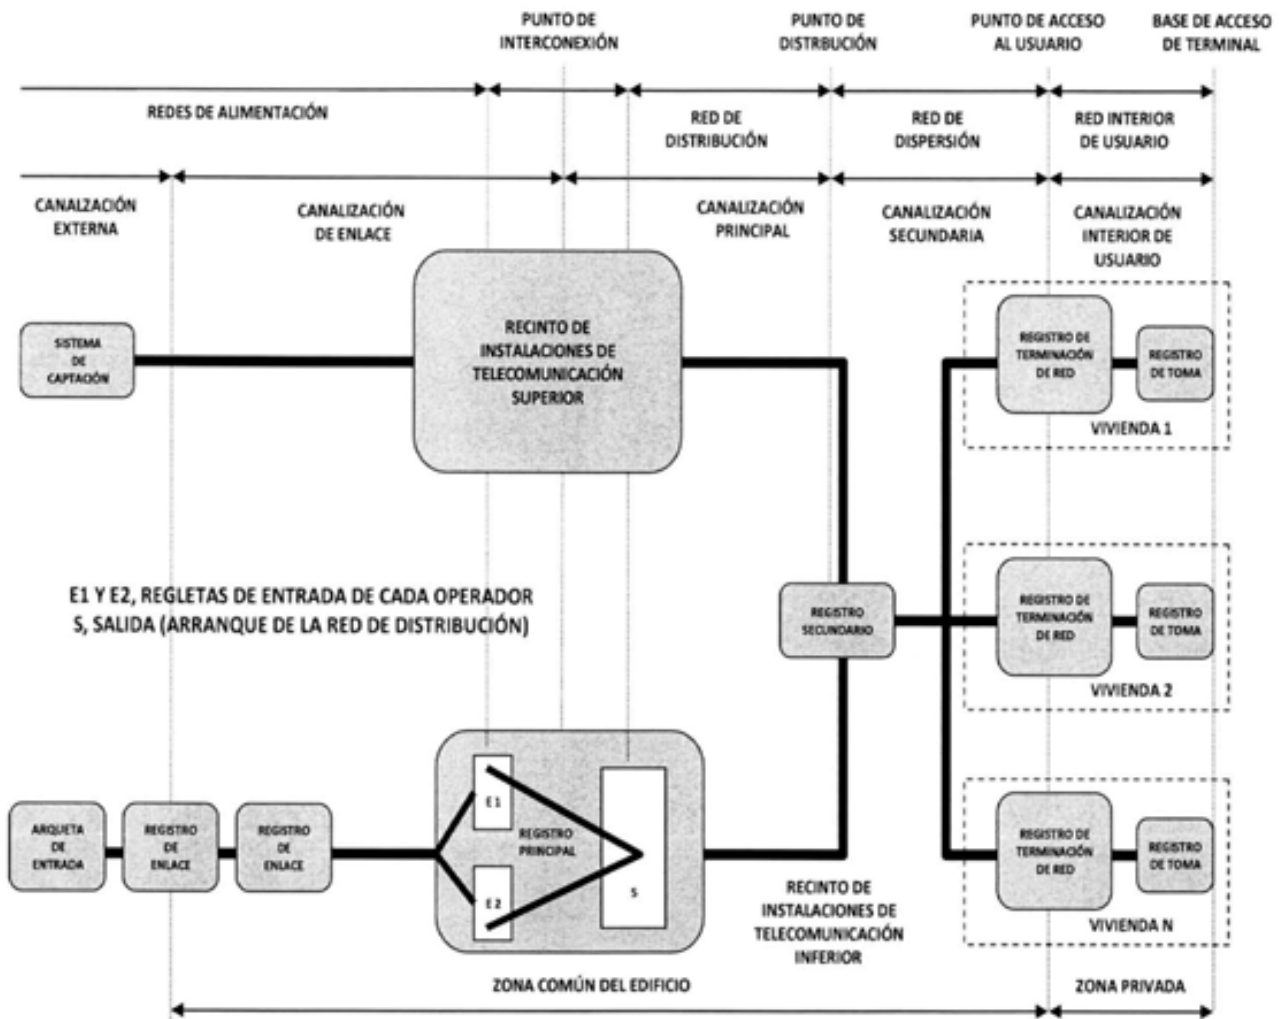 PUNTO DE
INTERCONEXIÓN
PUNTO DE
DISTRBUCIÓN
PUNTO DE ACCESO
AL USUARIO
BASE DE ACCESO
DE TERMINAL
REDES DE ALIMENTACIÓN
RED DE
DISTRIBUCIÓN
RED DE
DISPERSIÓN
RED INTERIOR
DE USUARIO
CANALZACIÓN
EXTERNA
CANALIZACIÓN
DE ENLACE
CANALIZACIÓN
PRINCIPAL
CANALIZACIÓN
SECUNDARIA
CANALIZACIÓN
INTERIOR DE
USUARIO
SISTEMA
DE
CAPTACIÓN
RECINTO DE
INSTALACIONES DE
TELECOMUNICACIÓN
SUPERIOR
REGISTRO DE
TERMINACIÓN
DE RED
REGISTRO
DE TOMA
VIVIENDA 1
E1 Y E2, REGLETAS DE ENTRADA DE CADA OPERADOR
S, SALIDA (ARRANQUE DE LA RED DE DISTRIBUCIÓN)
REGISTRO
SECUNDARIO
REGISTRO DE
TERMINACIÓN
DE RED
REGISTRO
DE TOMA
VIVIENDA 2
ARQUETA
DE
ENTRADA
REGISTRO
DE
ENLACE
REGISTRO
DE
ENLACE
E1
REGISTRO
PRINCIPAL
E2
S
RECINTO DE
INSTALACIONES DE
TELECOMUNICACIÓN
INFERIOR
REGISTRO DE
TERMINACIÓN
DE RED
REGISTRO
DE TOMA
VIVIENDA N
ZONA COMÚN DEL EDIFICIO
ZONA PRIVADA